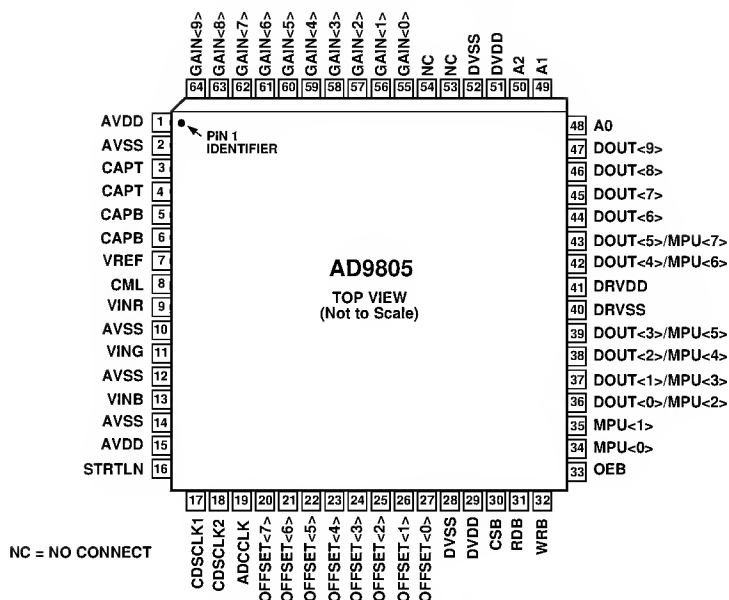 GAIN<9>
GAIN<8>
GAIN<7>
GAIN<6>
GAIN<5>
GAIN<4>
GAIN<3>
GAIN<2>
GAIN<1>
GAIN<0>
NC
NC
DVSS
DVDD
A2
A1
64 63 62 61 60 59 58 57 56 55 54 53 52 51 50 49
AVDD 1
AVSS 2
CAPT 3
CAPT 4
CAPB 5
CAPB 6
VREF 7
CML 8
VINR 9
AVSS 10
VING 11
AVSS 12
VINB 13
AVSS 14
AVDD 15
STRTLN 16
PIN 1
IDENTIFIER
AD9805
TOP VIEW
(Not to Scale)
48 A0
47 DOUT<9>
46 DOUT<8>
45 DOUT<7>
44 DOUT<6>
43 DOUT<5>/MPU<7>
42 DOUT<4>/MPU<6>
41 DRVDD
40 DRVSS
39 DOUT<3>/MPU<5>
38 DOUT<2>/MPU<4>
37 DOUT<1>/MPU<3>
36 DOUT<0>/MPU<2>
35 MPU<1>
34 MPU<0>
33 OEB
17 18 19 20 21 22 23 24 25 26 27 28 29 30 31 32
CDSCLK1
CDSCLK2
ADCCLK
OFFSET<7>
OFFSET<6>
OFFSET<5>
OFFSET<4>
OFFSET<3>
OFFSET<2>
OFFSET<1>
OFFSET<0>
DVSS
DVDD
CSB
RDB
WRB
NC = NO CONNECT